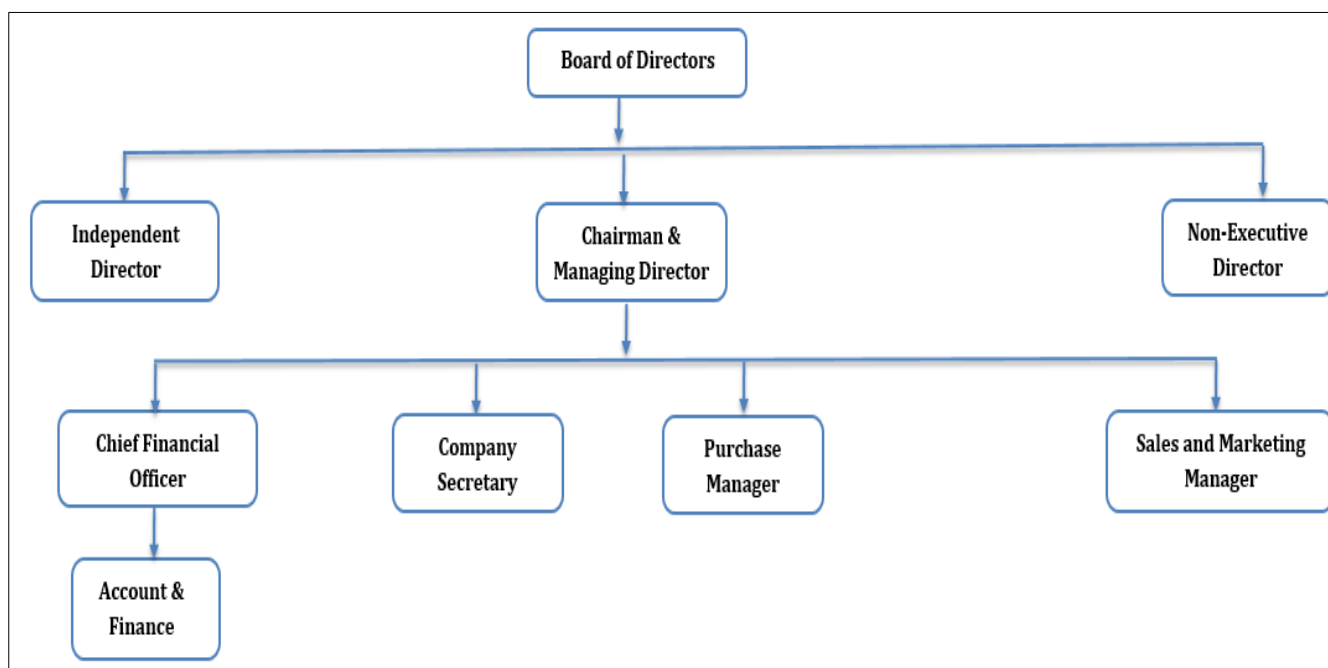 Board of Directors
Independent
Director
Chairman &
Managing Director
Non-Executive
Director
Chief Financial
Officer
Company
Secretary
Purchase
Manager
Sales and Marketing
Manager
Account &
Finance